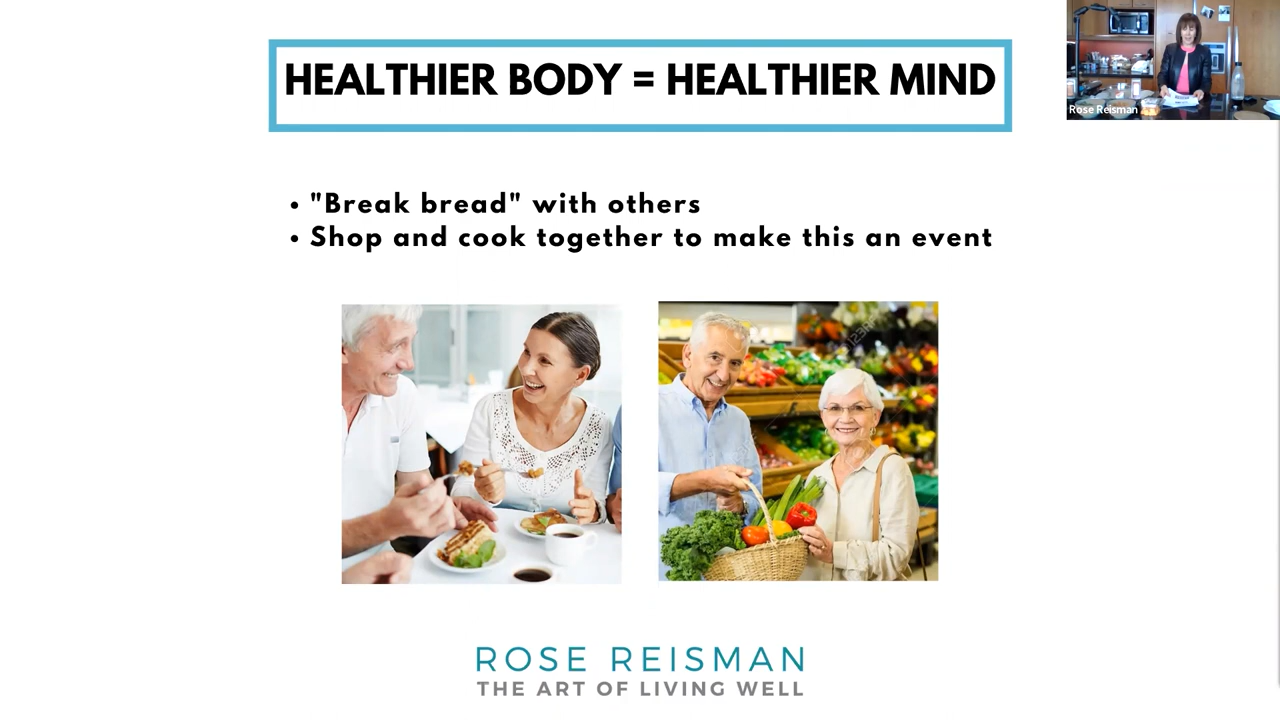 HEALTHIER BODY = HEALTHIER MIND
Rose Reisman
• "Break bread" with others
• Shop and cook together to make this an event
ROSE REISMAN
THE ART OF LIVING WELL